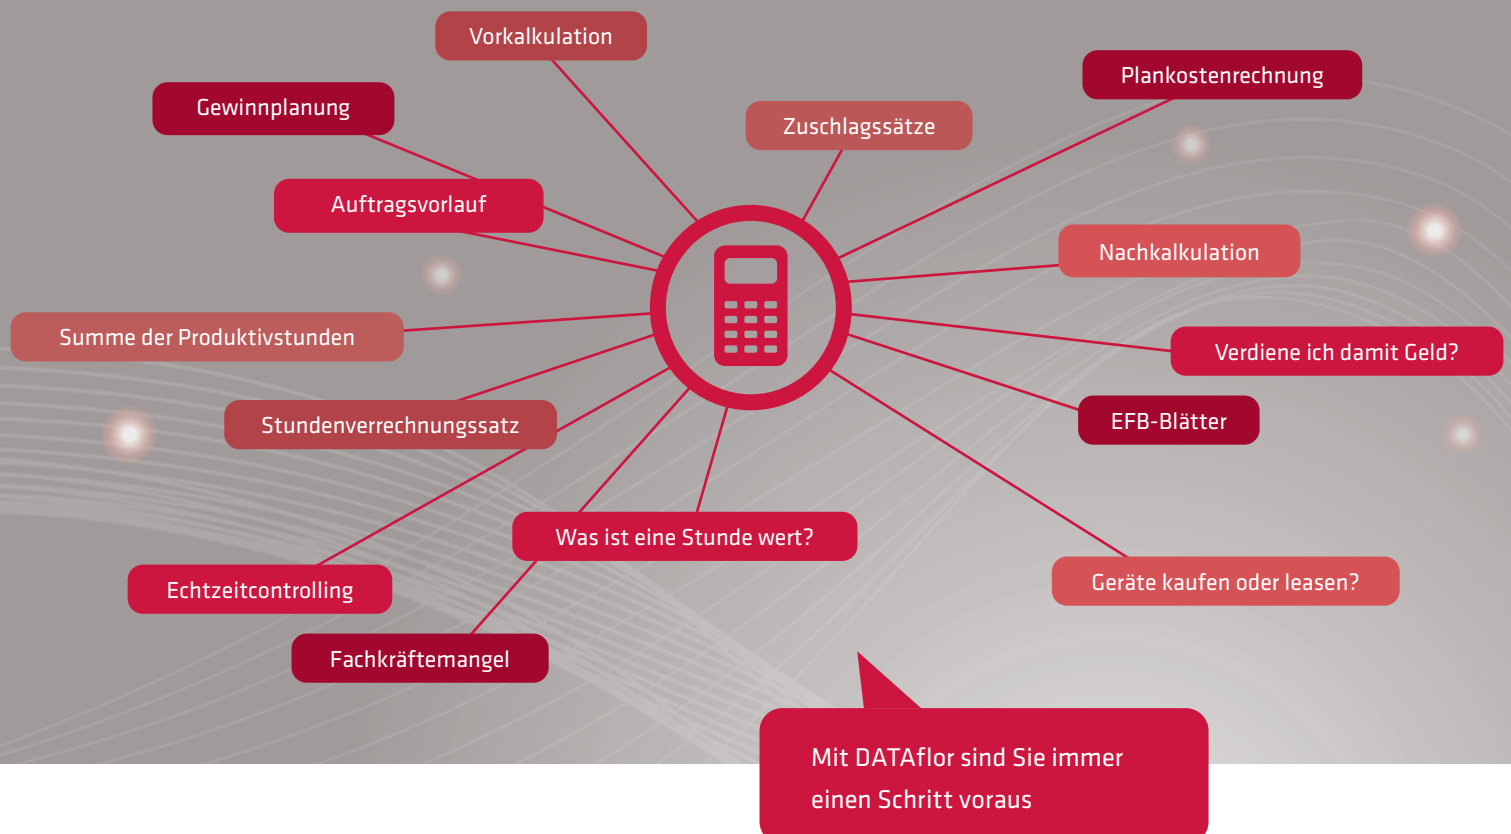 Vorkalkulation
Plankostenrechnung
Gewinnplanung
Zuschlagssätze
Auftragsvorlauf
Nachkalkulation
Summe der Produktivstunden
Verdiene ich damit Geld?
Stundenverrechnungssatz
EFB-Blätter
Was ist eine Stunde wert?
Echtzeitcontrolling
Geräte kaufen oder leasen?
Fachkräftemangel
Mit DATAflor sind Sie immer
einen Schritt voraus